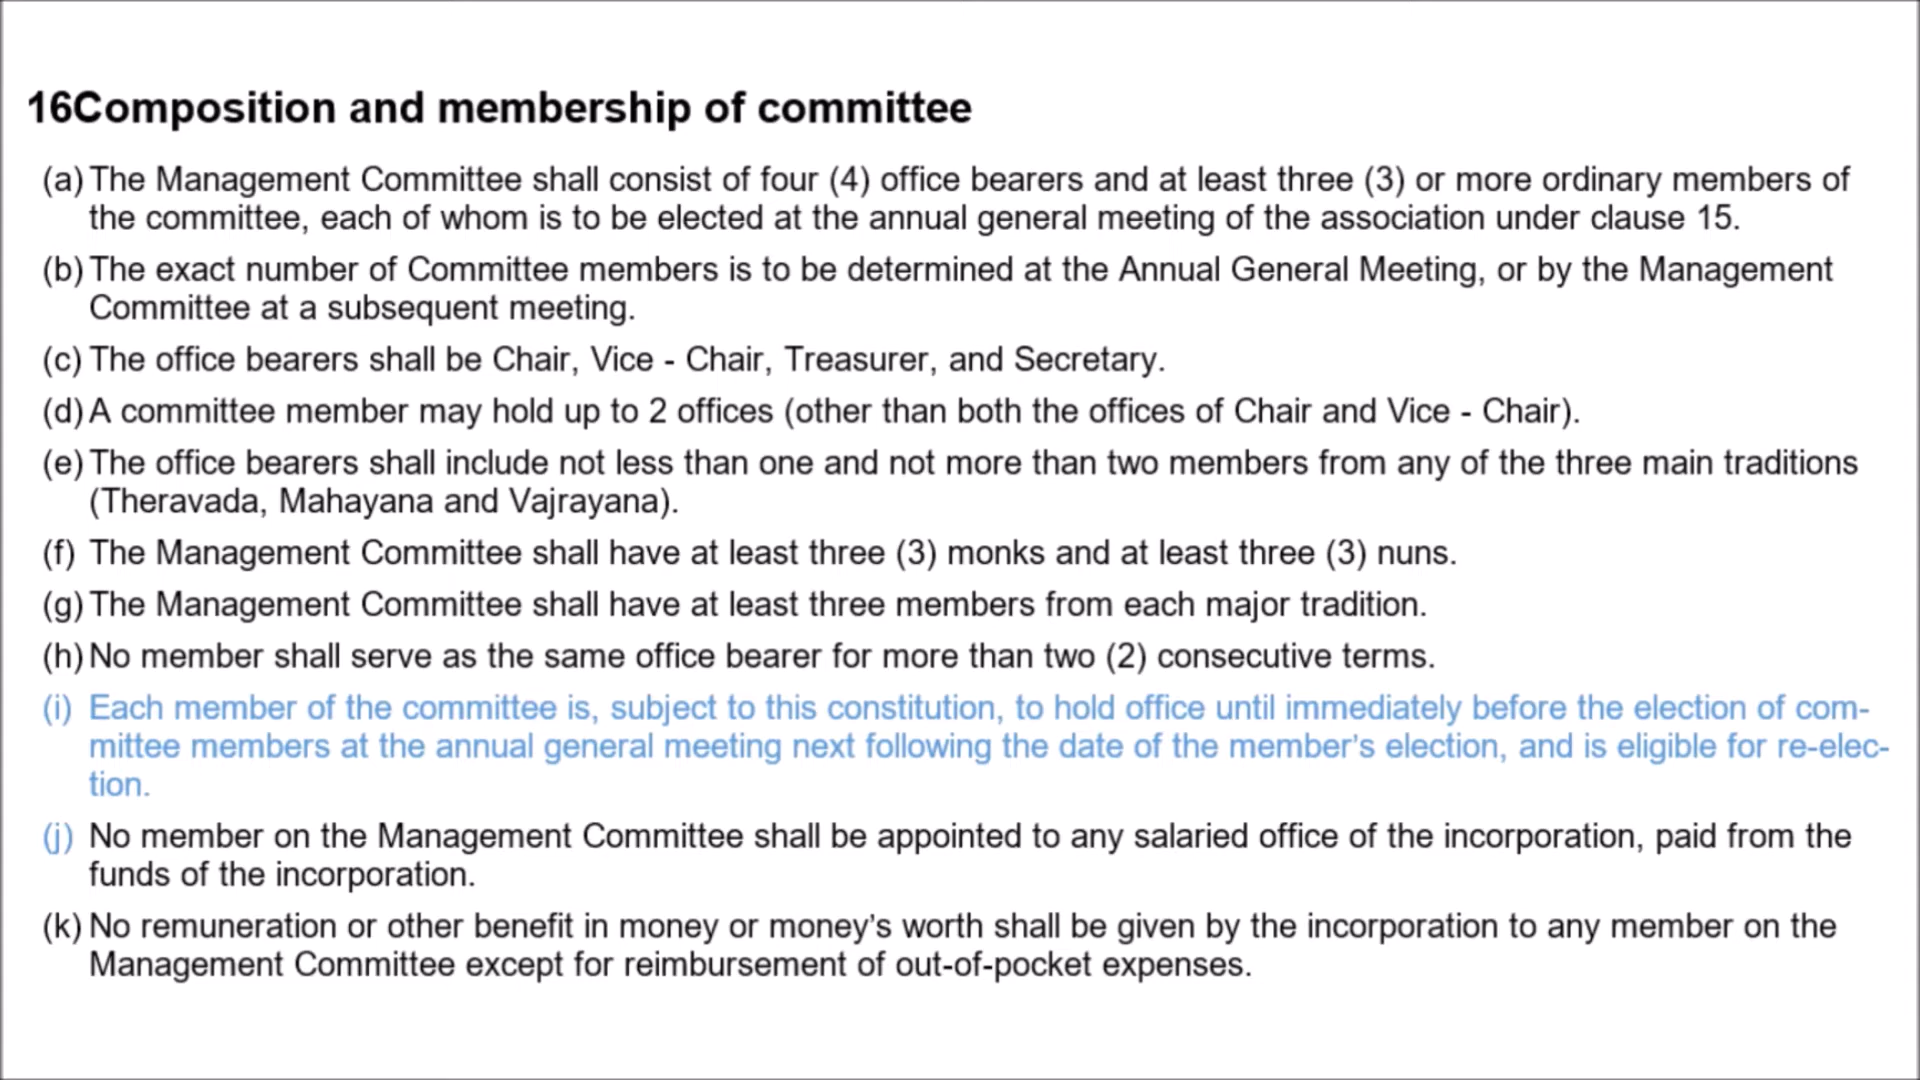 16Composition and membership of committee
(a) The Management Committee shall consist of four (4) office bearers and at least three (3) or more ordinary members of
the committee, each of whom is to be elected at the annual general meeting of the association under clause 15.
(b) The exact number of Committee members is to be determined at the Annual General Meeting, or by the Management
Committee at a subsequent meeting.
(c) The office bearers shall be Chair, Vice - Chair, Treasurer, and Secretary.
(d) A committee member may hold up to 2 offices (other than both the offices of Chair and Vice - Chair).
(e) The office bearers shall include not less than one and not more than two members from any of the three main traditions
(Theravada, Mahayana and Vajrayana).
(f) The Management Committee shall have at least three (3) monks and at least three (3) nuns.
(g) The Management Committee shall have at least three members from each major tradition.
(h) No member shall serve as the same office bearer for more than two (2) consecutive terms.
(i) Each member of the committee is, subject to this constitution, to hold office until immediately before the election of com-
mittee members at the annual general meeting next following the date of the member’s election, and is eligible for re-elec-
tion.
(j) No member on the Management Committee shall be appointed to any salaried office of the incorporation, paid from the
funds of the incorporation.
(k) No remuneration or other benefit in money or money’s worth shall be given by the incorporation to any member on the
Management Committee except for reimbursement of out-of-pocket expenses.